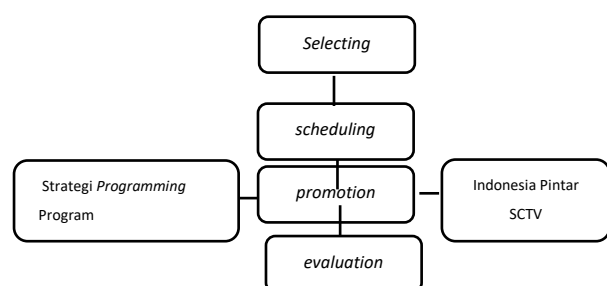 Selecting
scheduling
Strategi Programming
Program
promotion
Indonesia Pintar
SCTV
evaluation